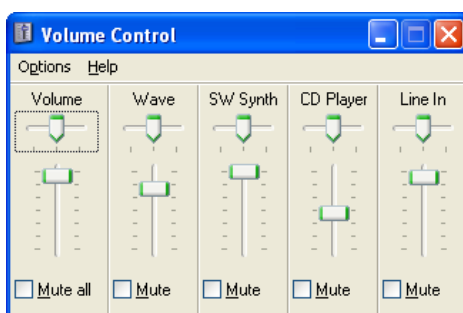 Volume Control
Options Help
Volume Wave SW Synth CD Player Line In
Mute all Mute Mute Mute Mute